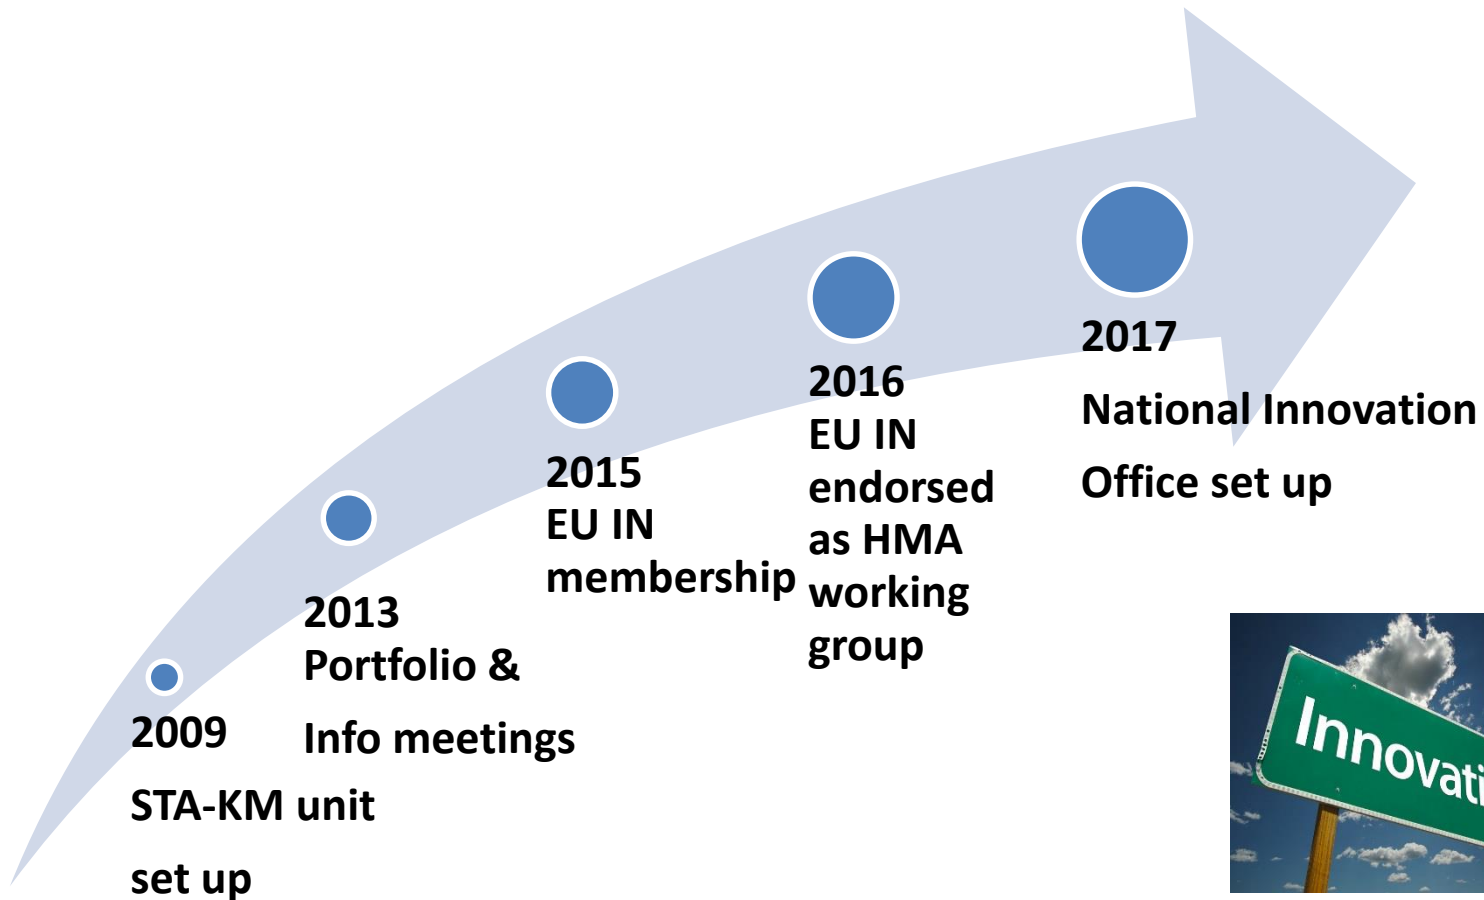 2009
STA-KM unit
set up
2013
Portfolio &
Info meetings
2015
EU IN
membership
2016
EU IN
endorsed
as HMA
working
group
2017
National Innovation
Office set up
Innovati